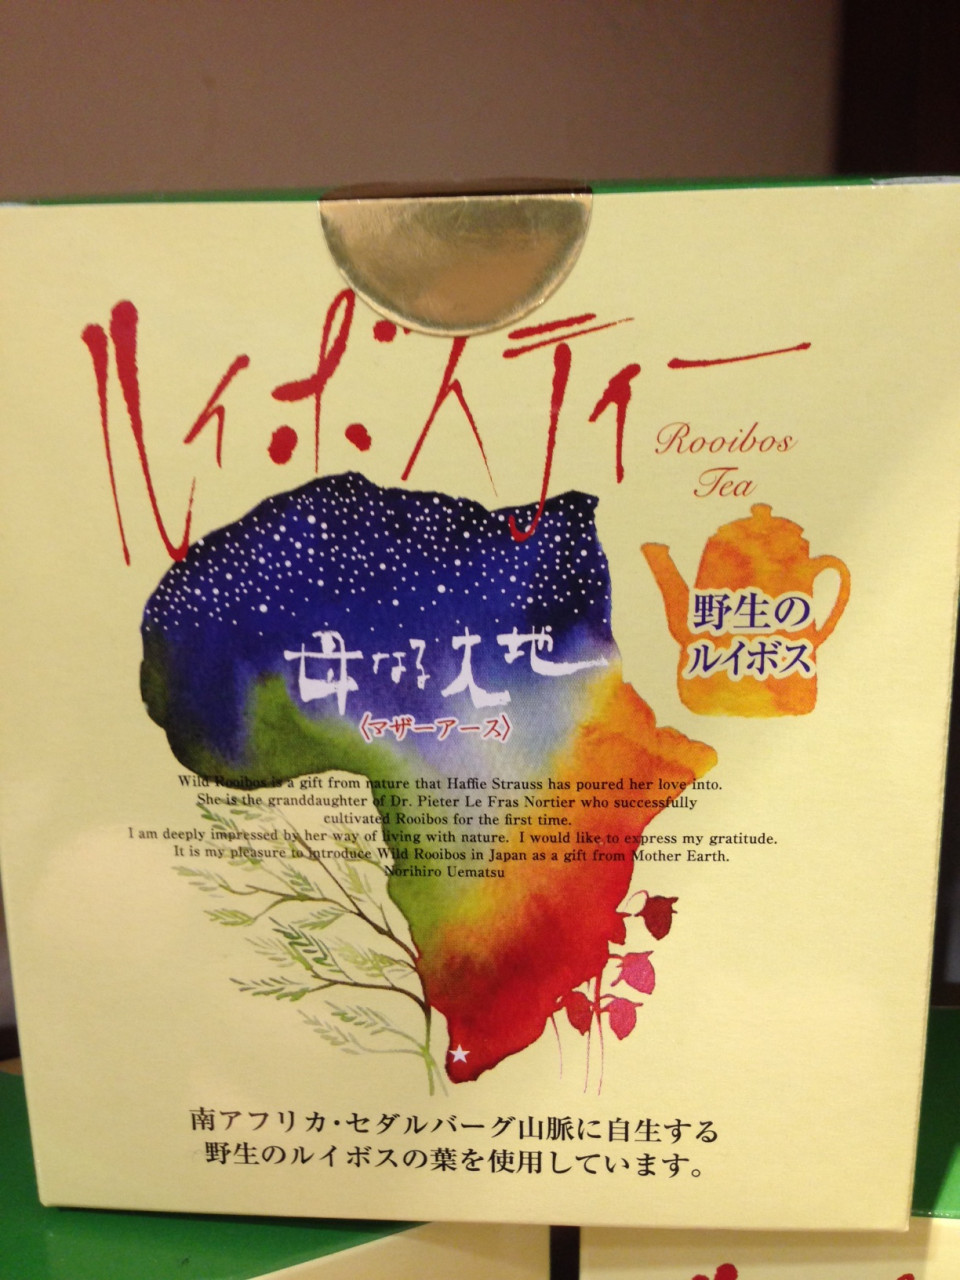 ルイボスティー
Rooibos
Tea
野生の
ルイボス
母なる大地
〈マザーアース〉
Wild Rooibos is a gift from nature that Haffie Strauss has poured her love into.
She is the granddaughter of Dr. Pieter Le Fras Nortier who successfully
cultivated Rooibos for the first time.
I am deeply impressed by her way of living with nature. I would like to express my gratitude.
It is my pleasure to introduce Wild Rooibos in Japan as a gift from Mother Earth.
Norihiro Uematsu
南アフリカ・セダルバーグ山脈に自生する
野生のルイボスの葉を使用しています。